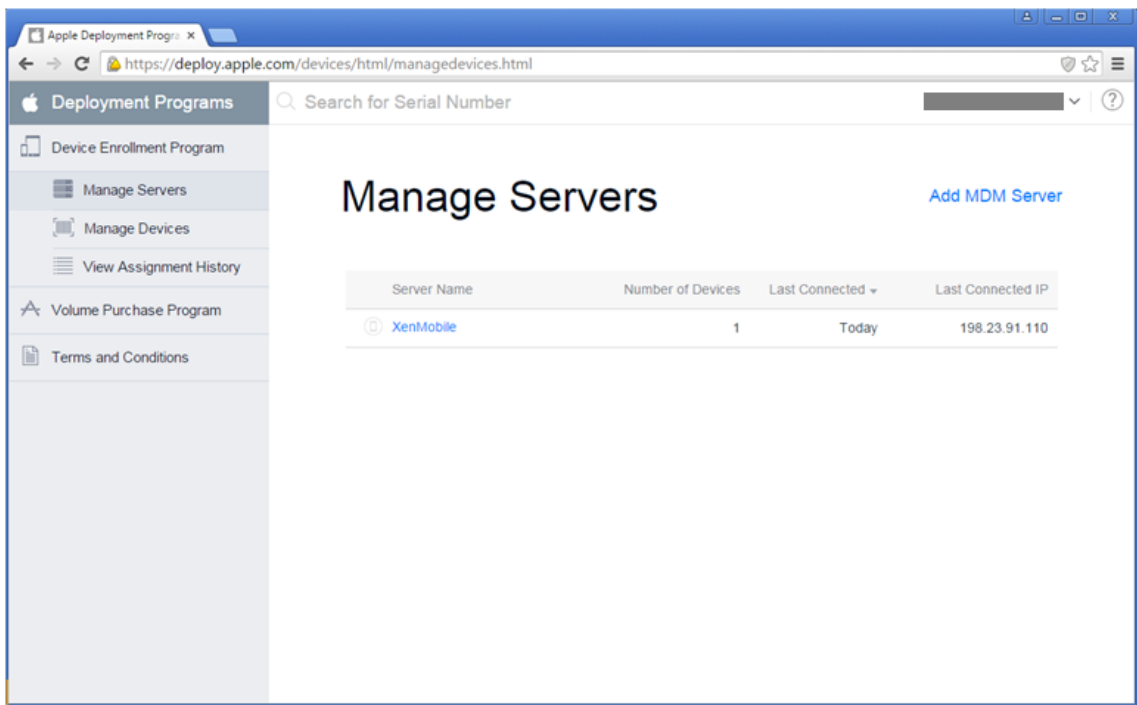 Apple Deployment Progra
https://deploy.apple.com/devices/html/managedevices.html
Deployment Programs
Search for Serial Number
Device Enrollment Program
Manage Servers
Manage Devices
View Assignment History
Volume Purchase Program
Terms and Conditions
Manage Servers
Add MDM Server
Server Name Number of Devices Last Connected Last Connected IP
XenMobile 1 Today 198.23.91.110